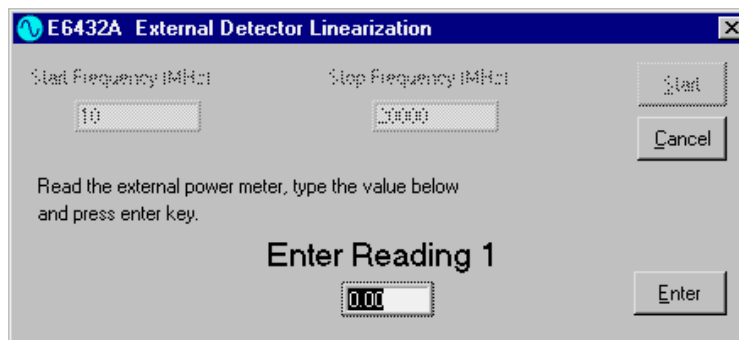 E6432A External Detector Linearization
Start Frequency (MHz)
Stop Frequency (MHz)
Start
10
20000
Cancel
Read the external power meter, type the value below
and press enter key.
Enter Reading 1
0.00
Enter